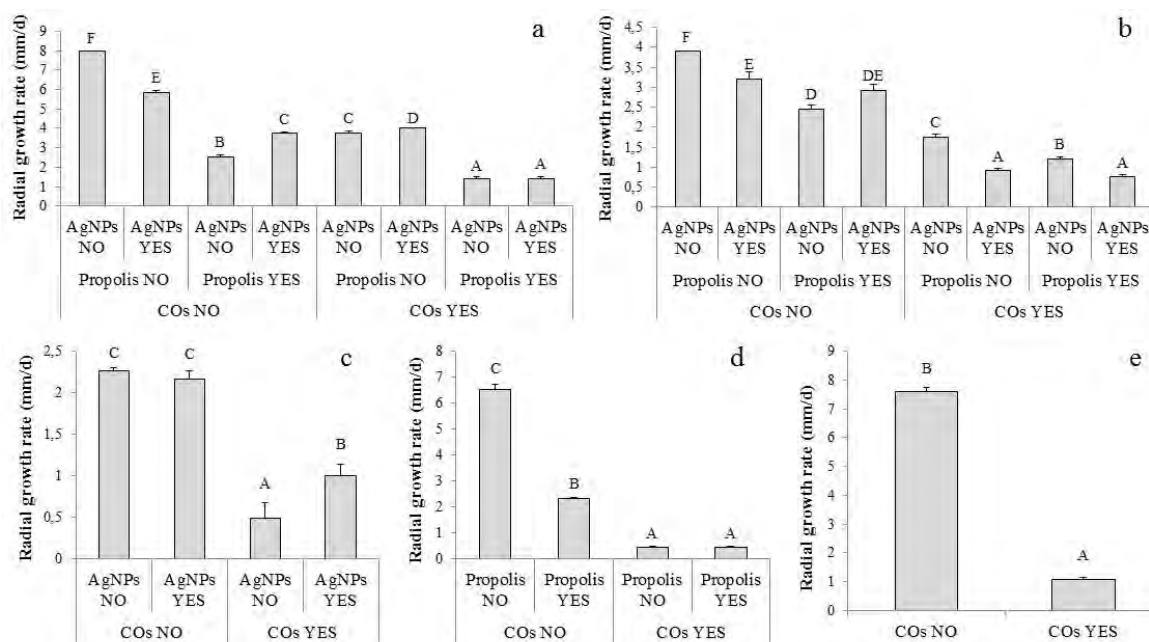 a
Radial growth rate (mm/d)
9
8
7
6
5
4
3
2
1
0
F
E
B
C
C
D
A
A
AgNPs NO
AgNPs YES
AgNPs NO
AgNPs YES
AgNPs NO
AgNPs YES
AgNPs NO
AgNPs YES
Propolis NO
Propolis YES
Propolis NO
Propolis YES
COs NO
COs YES
b
Radial growth rate (mm/d)
4,5
4
3,5
3
2,5
2
1,5
1
0,5
0
F
E
D
DE
C
A
B
A
AgNPs NO
AgNPs YES
AgNPs NO
AgNPs YES
AgNPs NO
AgNPs YES
AgNPs NO
AgNPs YES
Propolis NO
Propolis YES
Propolis NO
Propolis YES
COs NO
COs YES
c
Radial growth rate (mm/d)
2,5
2
1,5
1
0,5
0
C
C
A
B
AgNPs NO
AgNPs YES
AgNPs NO
AgNPs YES
COs NO
COs YES
d
Radial growth rate (mm/d)
8
7
6
5
4
3
2
1
0
C
B
A
A
Propolis NO
Propolis YES
Propolis NO
Propolis YES
COs NO
COs YES
e
Radial growth rate (mm/d)
9
8
7
6
5
4
3
2
1
0
B
A
COs NO
COs YES